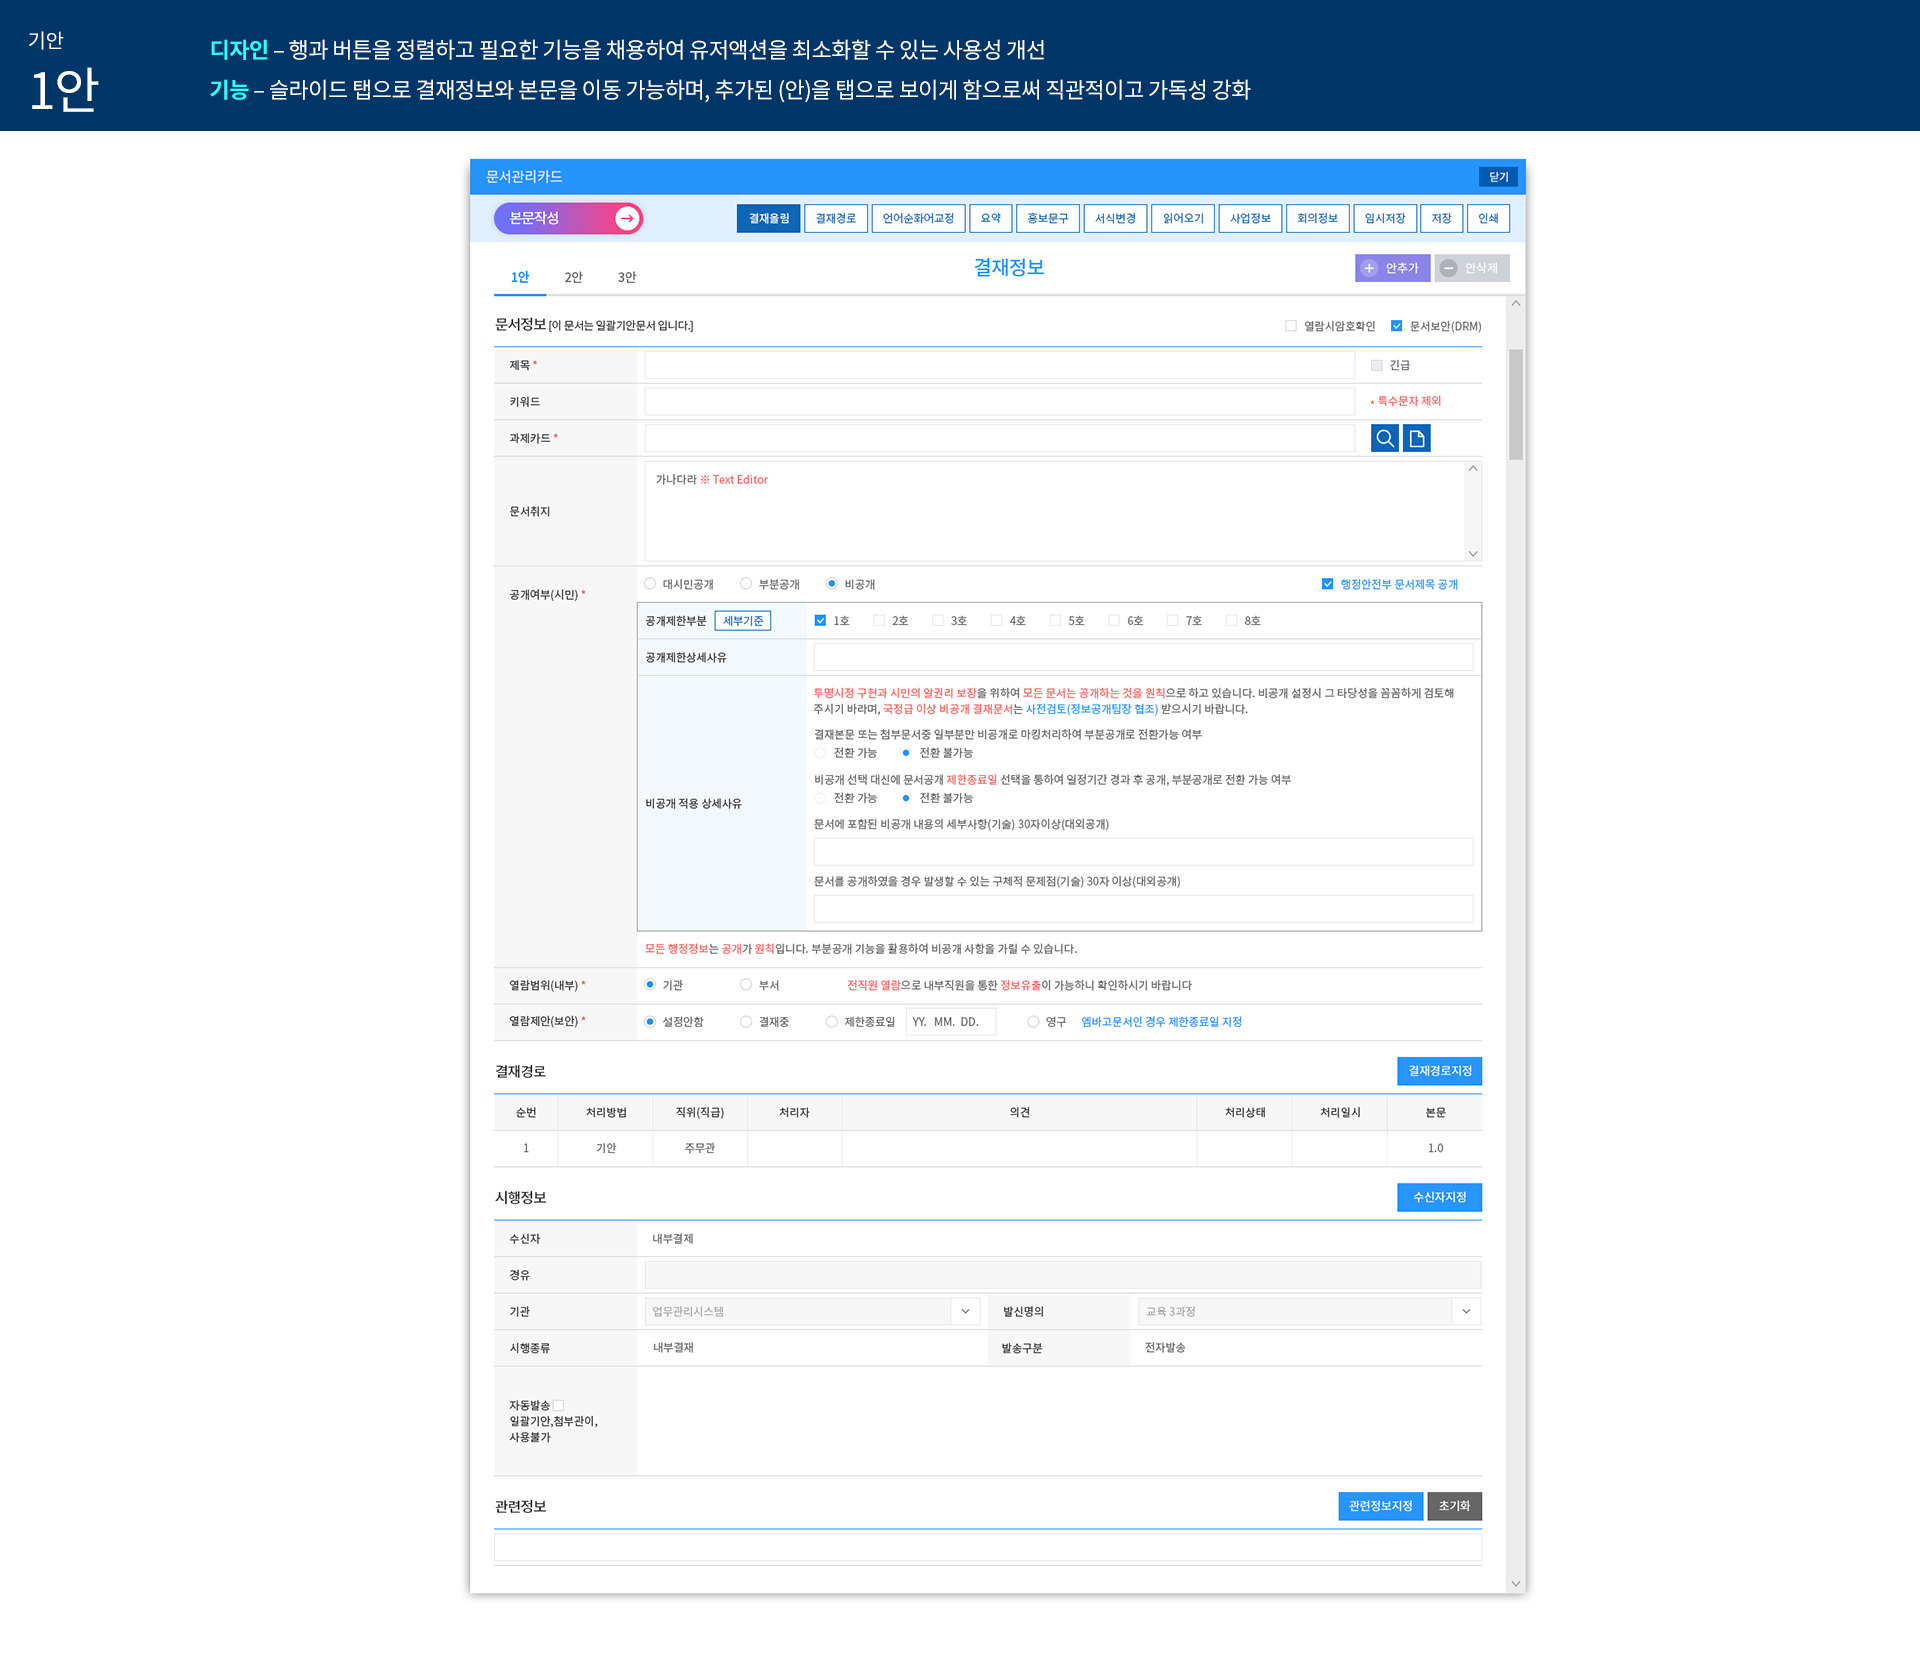 기안
1안
디자인 – 행과 버튼을 정렬하고 필요한 기능을 채용하여 유저액션을 최소화할 수 있는 사용성 개선
기능 – 슬라이드 탭으로 결재정보와 본문을 이동 가능하며, 추가된 (안)을 탭으로 보이게 함으로써 직관적이고 가독성 강화
문서관리카드 닫기
본문작성 결재올림 결재경로 언어순화어교정 요약 홍보문구 서식변경 읽어오기 사업정보 회의정보 임시저장 저장 인쇄
1안 2안 3안 결재정보 안추가 안삭제
문서정보 [이 문서는 일괄기안문서 입니다.] 열람시암호확인 문서보안(DRM)
제목 * 긴급
키워드 * 특수문자 제외
과제카드 *
가나다라 ※ Text Editor
문서취지
공개여부(시민) * 대시민공개 부분공개 비공개 행정안전부 문서제목 공개
공개제한부분 세부기준 1호 2호 3호 4호 5호 6호 7호 8호
공개제한상세사유
투명시정 구현과 시민의 알권리 보장을 위하여 모든 문서는 공개하는 것을 원칙으로 하고 있습니다. 비공개 설정시 그 타당성을 꼼꼼하게 검토해
주시기 바라며, 국정급 이상 비공개 결재문서는 사전검토(정보공개팀장 협조) 받으시기 바랍니다.
결재본문 또는 첨부문서중 일부분만 비공개로 마킹처리하여 부분공개로 전환가능 여부
전환 가능 전환 불가능
비공개 선택 대신에 문서공개 제한종료일 선택을 통하여 일정기간 경과 후 공개, 부분공개로 전환 가능 여부
전환 가능 전환 불가능
비공개 적용 상세사유
문서에 포함된 비공개 내용의 세부사항(기술) 30자이상(대외공개)
문서를 공개하였을 경우 발생할 수 있는 구체적 문제점(기술) 30자 이상(대외공개)
모든 행정정보는 공개가 원칙입니다. 부분공개 기능을 활용하여 비공개 사항을 가릴 수 있습니다.
열람범위(내부) * 기관 부서 전직원 열람으로 내부직원을 통한 정보유출이 가능하니 확인하시기 바랍니다
열람제안(보안) * 설정안함 결재중 제한종료일 YY. MM. DD. 영구 엠바고문서인 경우 제한종료일 지정
결재경로 결재경로지정
순번 처리방법 직위(직급) 처리자 의견 처리상태 처리일시 본문
1 기안 주무관 1.0
시행정보 수신자지정
수신자 내부결제
경유
기관 업무관리시스템 발신명의 교육 3과정
시행종류 내부결재 발송구분 전자발송
자동발송
일괄기안,첨부관이,
사용불가
관련정보 관련정보지정 초기화